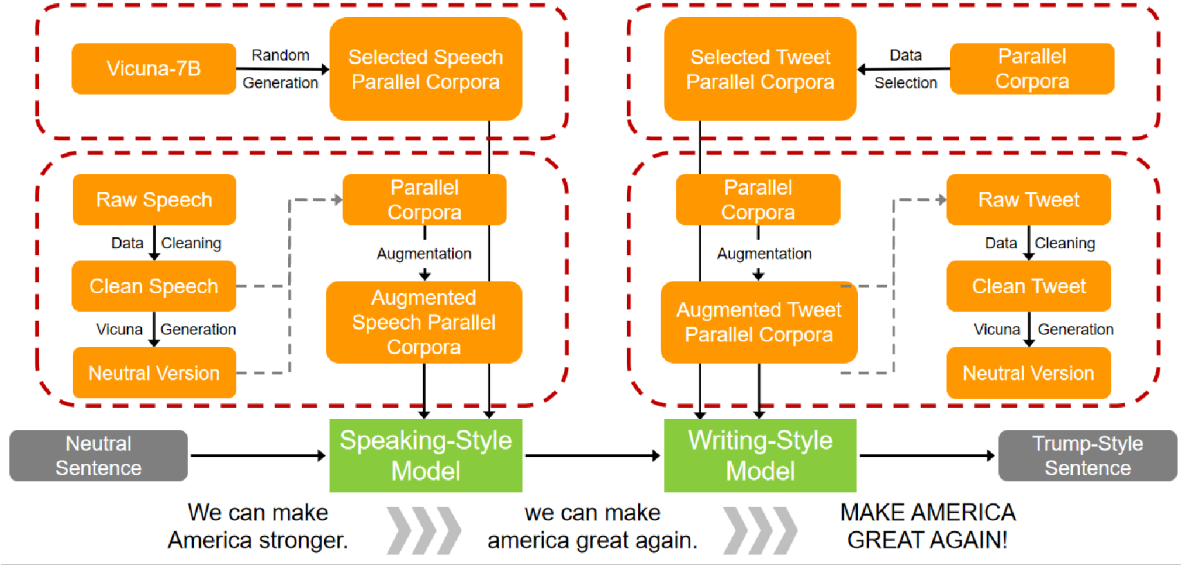 Vicuna-7B
Random
Generation
Selected Speech
Parallel Corpora
Selected Tweet
Parallel Corpora
Data
Selection
Parallel
Corpora
Raw Speech
Data Cleaning
Clean Speech
Vicuna Generation
Neutral Version
Parallel
Corpora
Augmentation
Augmented
Speech Parallel
Corpora
Parallel
Corpora
Augmentation
Augmented Tweet
Parallel Corpora
Raw Tweet
Data Cleaning
Clean Tweet
Vicuna Generation
Neutral Version
Neutral
Sentence
Speaking-Style
Model
Writing-Style
Model
Trump-Style
Sentence
We can make
America stronger.
we can make
america great again.
MAKE AMERICA
GREAT AGAIN!